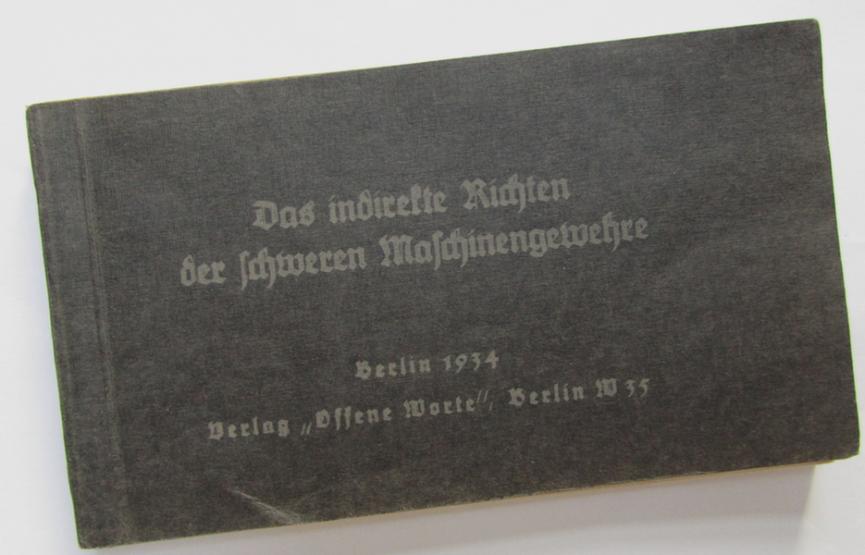 Das indirekte Richten
der schweren Maschinengewehre
Berlin 1934
Verlag „Offene Worte“, Berlin W 35